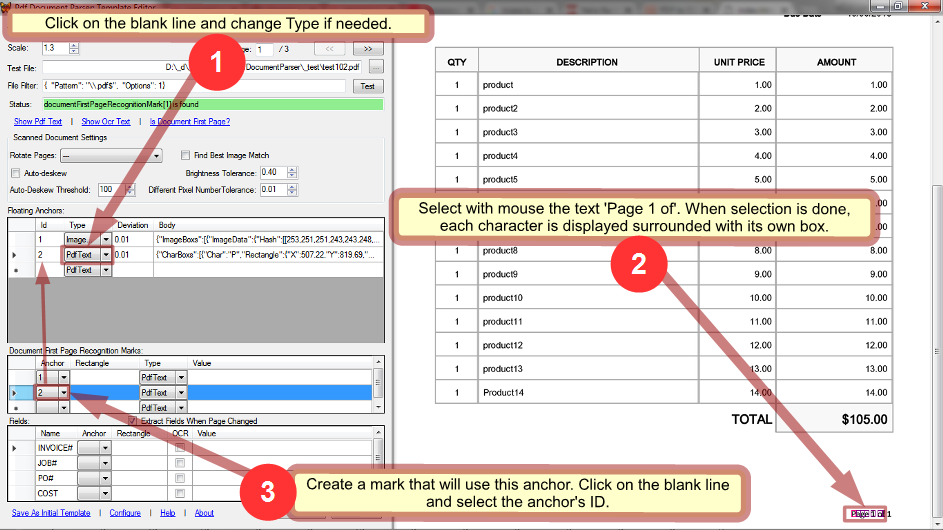 Pdf Document Parser Template Editor
Click on the blank line and change Type if needed.
Scale: 1.3 / 3 << >>
1
Test File: D:\_d DocumentParser\_test\test102.pdf ...
File Filter: { "Pattern": "\\.pdf$", "Options": 1} Test
Status: documentFirstPageRecognitionMark[1] is found
Show Pdf Text | Show Ocr Text | Is Document First Page?
Scanned Document Settings
Rotate Pages: --- Find Best Image Match
Auto-deskew Brightness Tolerance: 0.40
Auto-Deskew Threshold: 100 Different Pixel NumberTolerance: 0.01
Floating Anchors:
Id Type Deviation Body
1 Image... 0.01 {"ImageBoxs":[{"ImageData":{"Hash":[[253,251,251,243,243,248,...
2 PdfText 0.01 {"CharBoxs":[{"Char":"P","Rectangle":{"X":507.22,"Y":819.69,"...
PdfText
Document First Page Recognition Marks:
Anchor Rectangle Type Value
1 PdfText
2 PdfText
PdfText
Fields: Extract Fields When Page Changed
Name Anchor Rectangle OCR Value
INVOICE#
JOB#
PO#
COST
Save As Initial Template | Configure | Help | About
3
Create a mark that will use this anchor. Click on the blank line
and select the anchor's ID.
Due Date
QTY DESCRIPTION UNIT PRICE AMOUNT
1 product 1.00 1.00
1 product2 2.00 2.00
1 product3 3.00 3.00
1 product4 4.00 4.00
1 product5 5.00 5.00
Select with mouse the text 'Page 1 of'. When selection is done,
each character is displayed surrounded with its own box.
2
1 product8 8.00 8.00
1 product9 9.00 9.00
1 product10 10.00 10.00
1 product11 11.00 11.00
1 product12 12.00 12.00
1 product13 13.00 13.00
1 Product14 14.00 14.00
TOTAL $105.00
Page 1 of 1